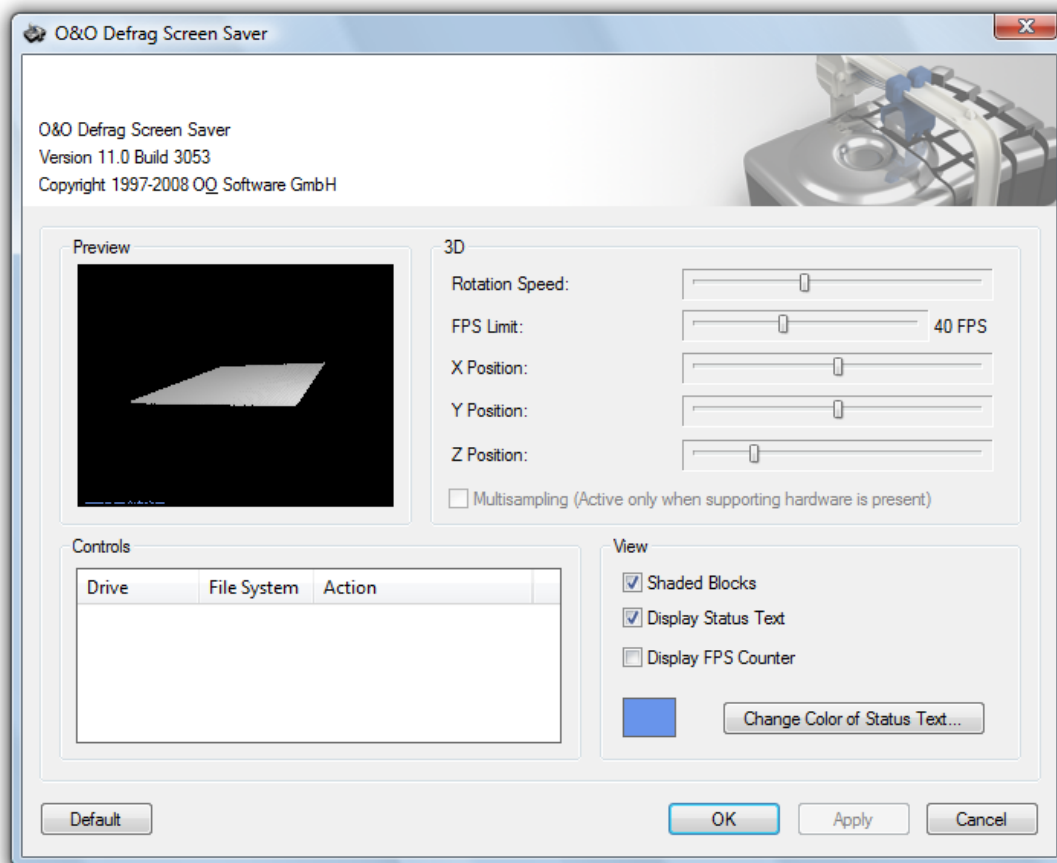 O&O Defrag Screen Saver
O&O Defrag Screen Saver
Version 11.0 Build 3053
Copyright 1997-2008 OO Software GmbH
Preview
3D
Rotation Speed:
FPS Limit:
40 FPS
X Position:
Y Position:
Z Position:
Multisampling (Active only when supporting hardware is present)
Controls
Drive File System Action
View
Shaded Blocks
Display Status Text
Display FPS Counter
Change Color of Status Text...
Default
OK
Apply
Cancel